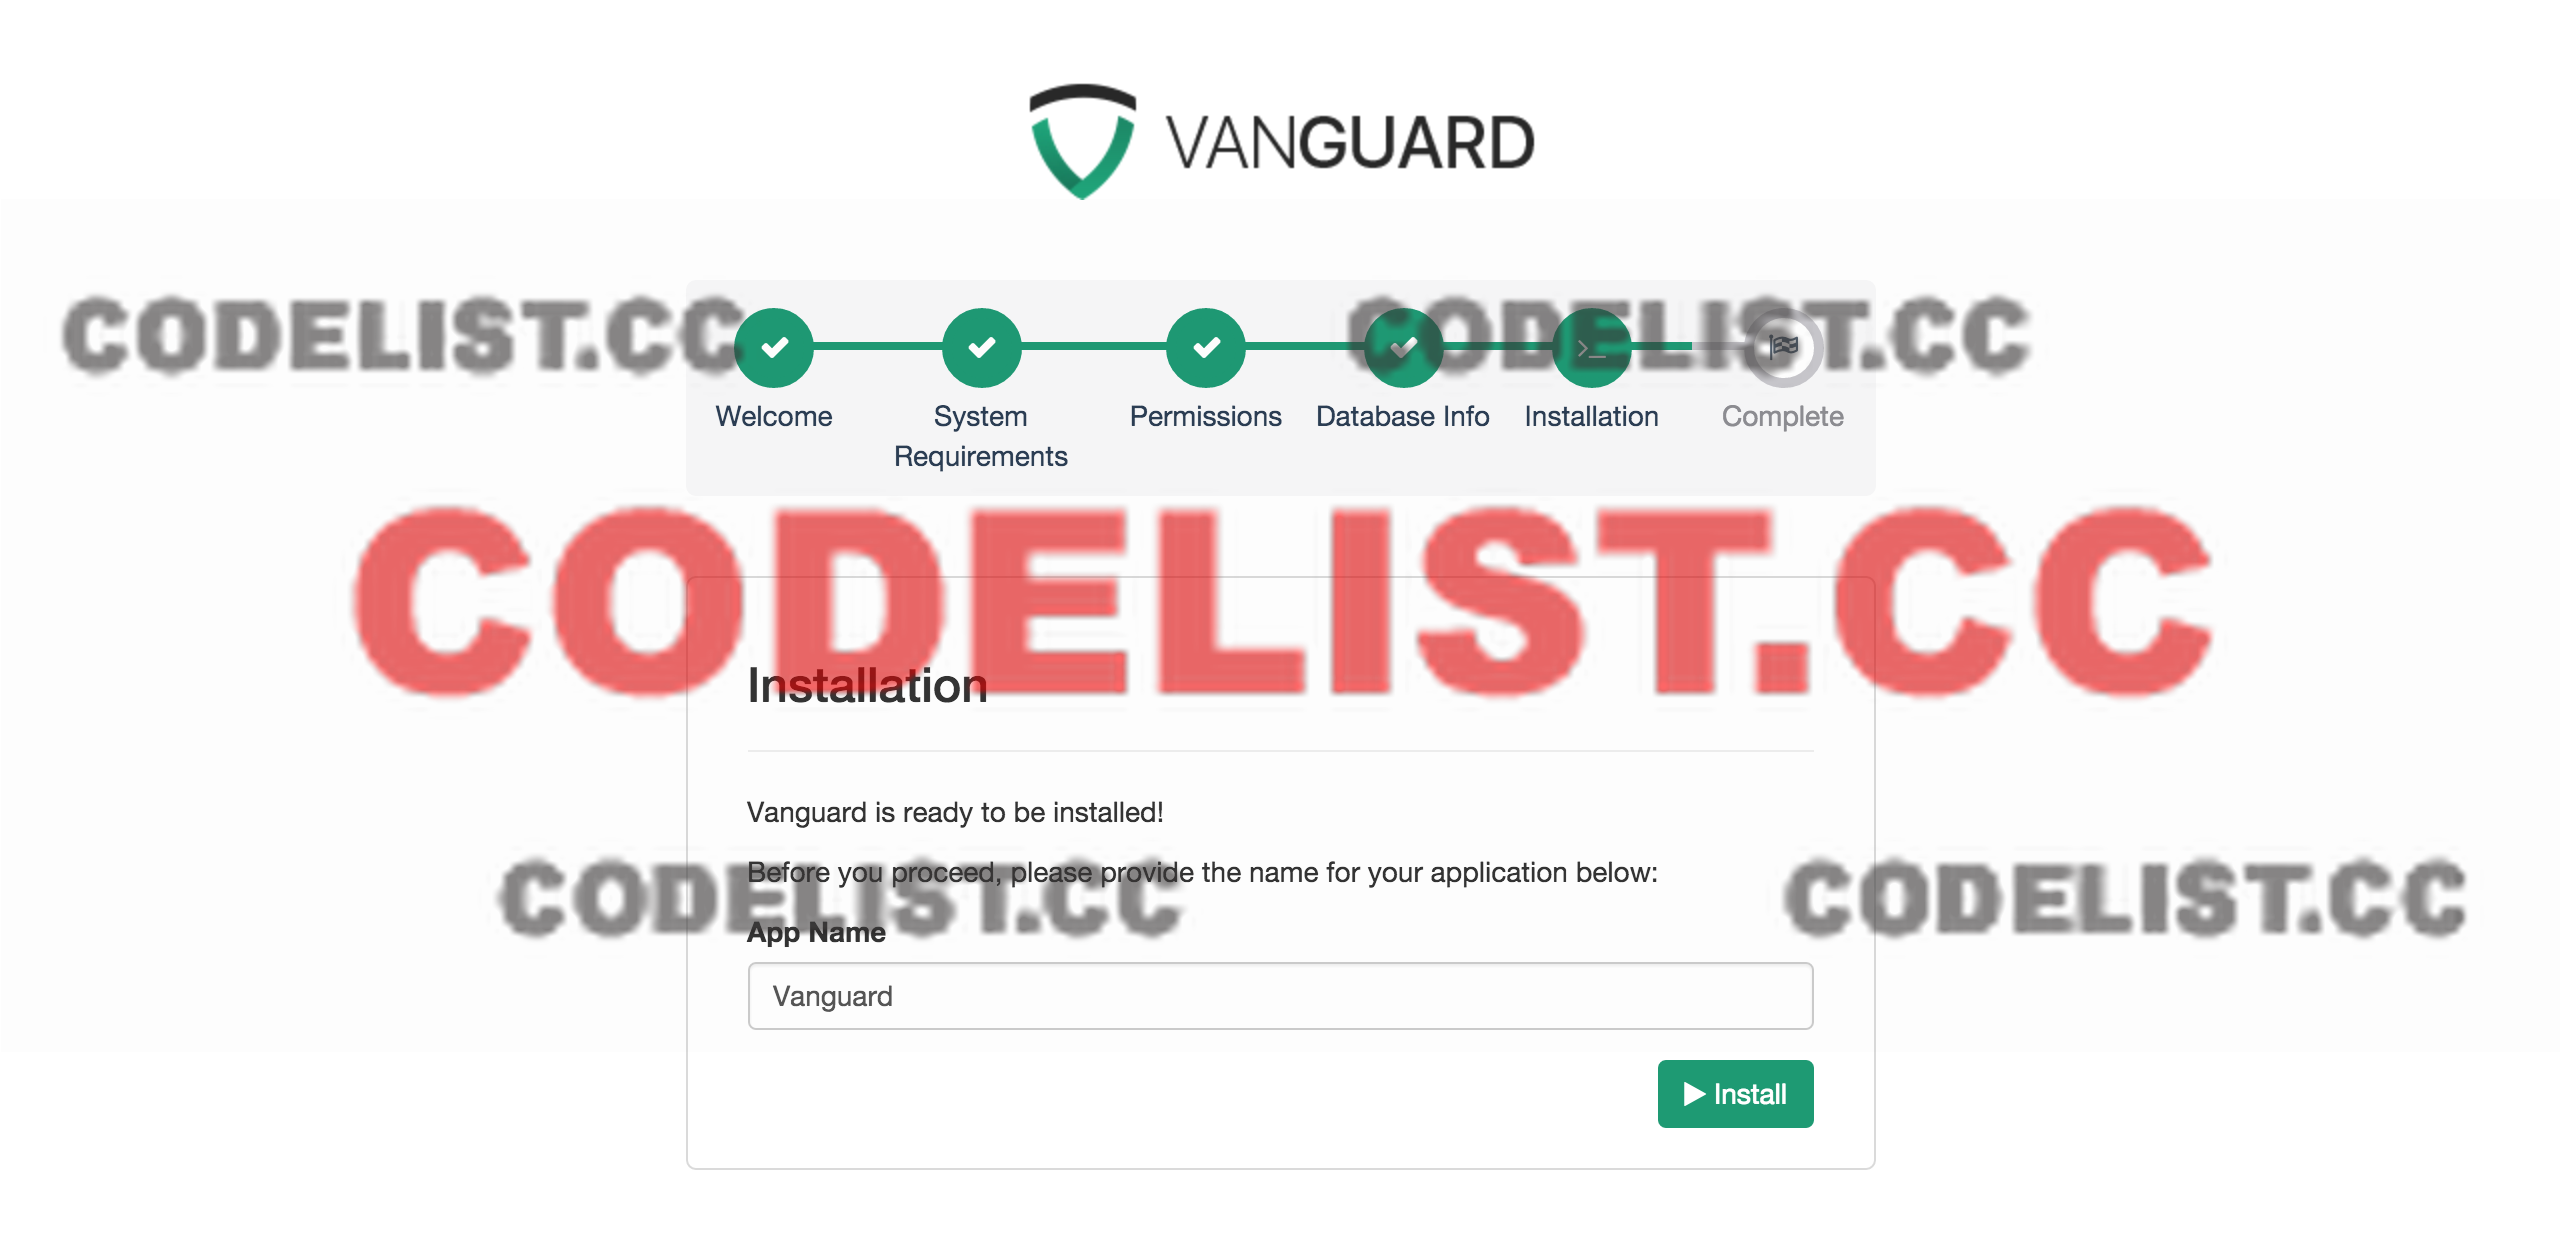 VANGUARD
CODELIST.CC
CODELIST.CC
Welcome
System
Requirements
Permissions
Database Info
Installation
Complete
CODELIST.CC
Installation
Vanguard is ready to be installed!
Before you proceed, please provide the name for your application below:
CODELIST.CC
CODELIST.CC
App Name
Vanguard
Install